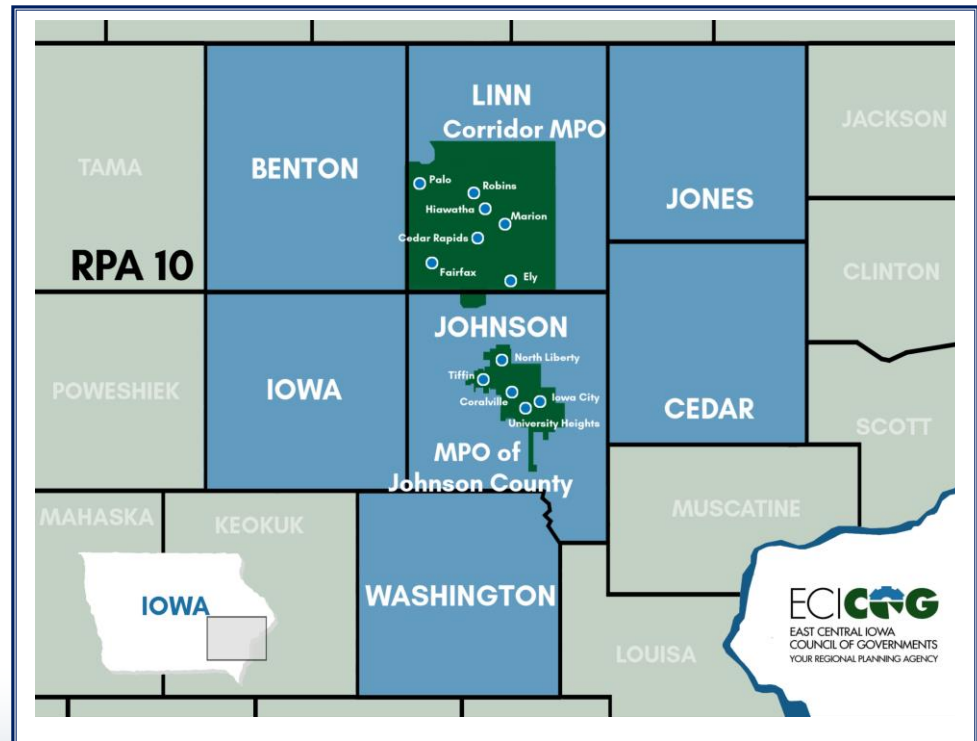 LINN
Corridor MPO
JACKSON
TAMA
BENTON
Palo
Robins
JONES
Hiawatha
Marion
Cedar Rapids
RPA 10
Fairfax
Ely
CLINTON
JOHNSON
North Liberty
POWESHIEK
IOWA
Tiffin
Coralville
Iowa City
University Heights
CEDAR
SCOTT
MPO of
Johnson County
MAHASKA
KEOKUK
MUSCATINE
IOWA
WASHINGTON
LOUISA
ECICOG
EAST CENTRAL IOWA
COUNCIL OF GOVERNMENTS
YOUR REGIONAL PLANNING AGENCY